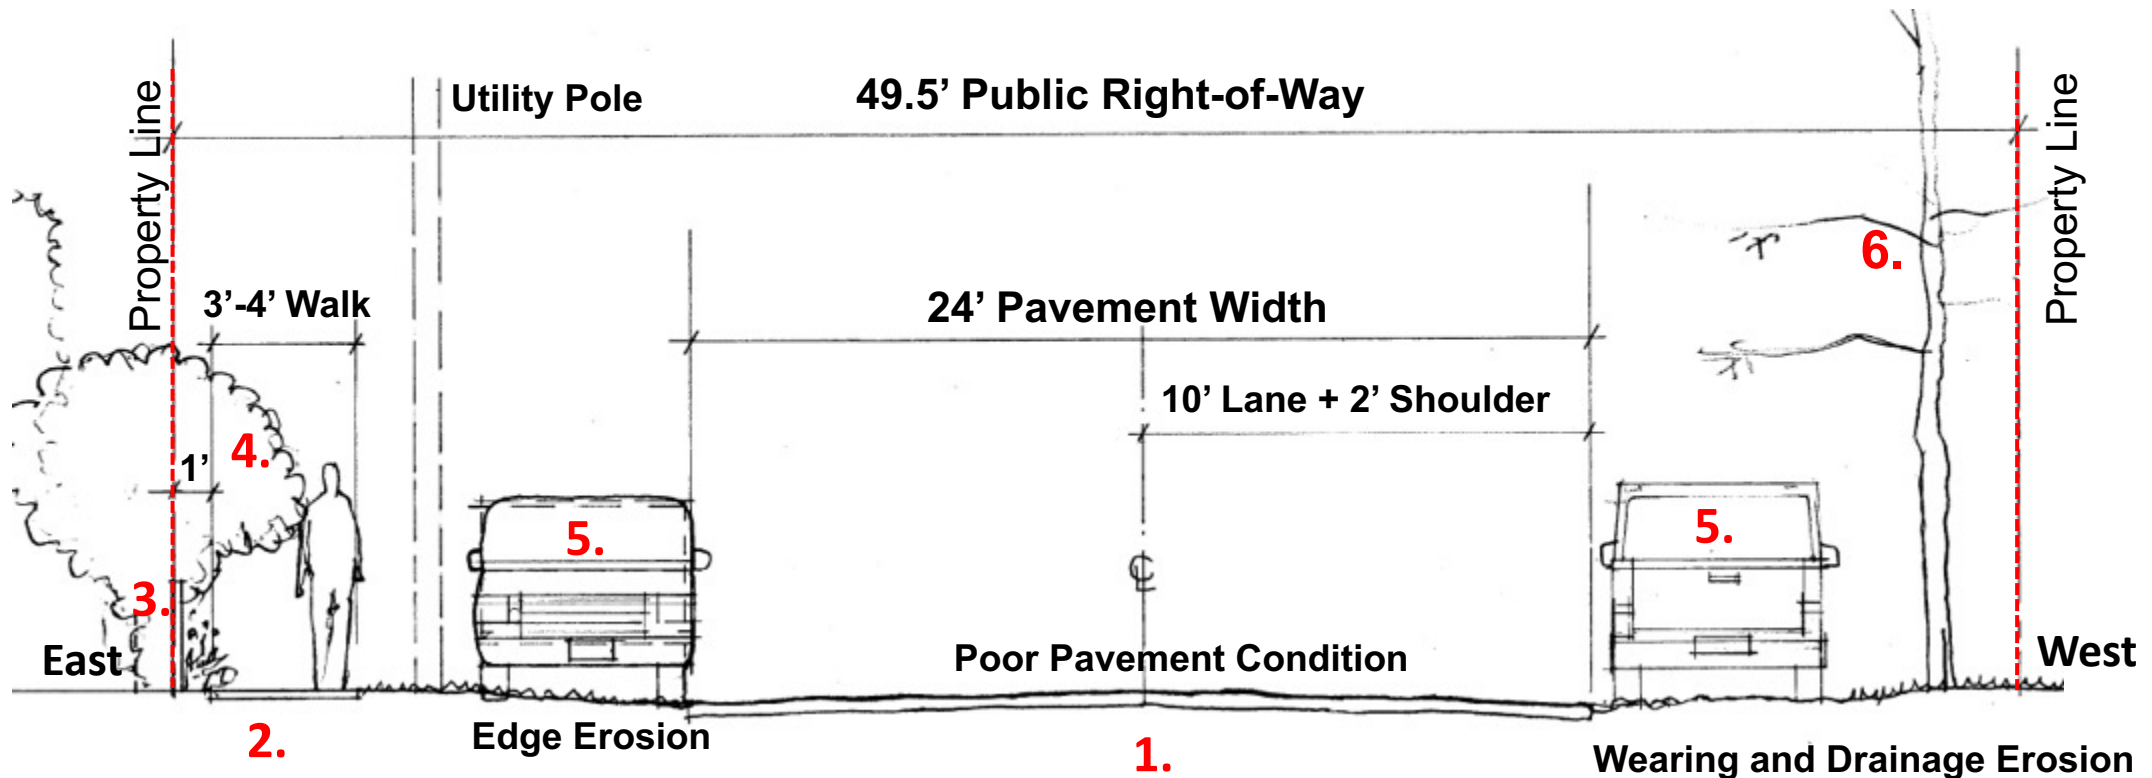 Property Line
Utility Pole
49.5’ Public Right-of-Way
Property Line
3’-4’ Walk
24’ Pavement Width
6.
10’ Lane + 2’ Shoulder
1’
4.
5.
5.
℄
3.
East
Poor Pavement Condition
West
2.
Edge Erosion
1.
Wearing and Drainage Erosion